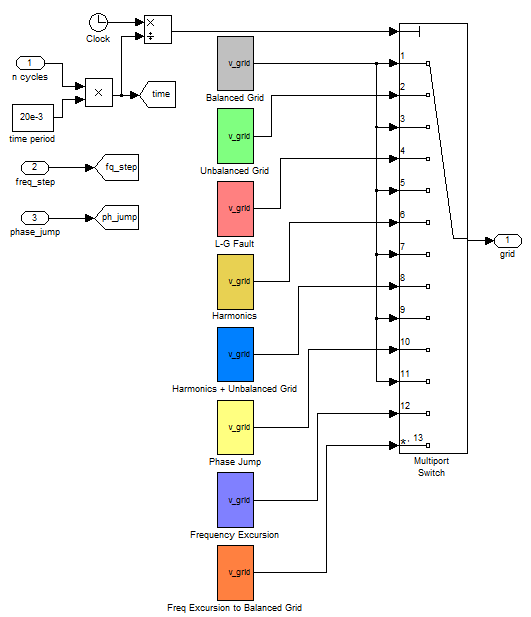 Clock
×
÷
1
n cycles
×
time
20e-3
time period
2
freq_step
fq_step
3
phase_jump
ph_jump
v_grid
Balanced Grid
v_grid
Unbalanced Grid
v_grid
L-G Fault
v_grid
Harmonics
v_grid
Harmonics + Unbalanced Grid
v_grid
Phase Jump
v_grid
Frequency Excursion
v_grid
Freq Excursion to Balanced Grid
1
2
3
4
5
6
7
8
9
10
11
12
*, 13
Multiport
Switch
1
grid